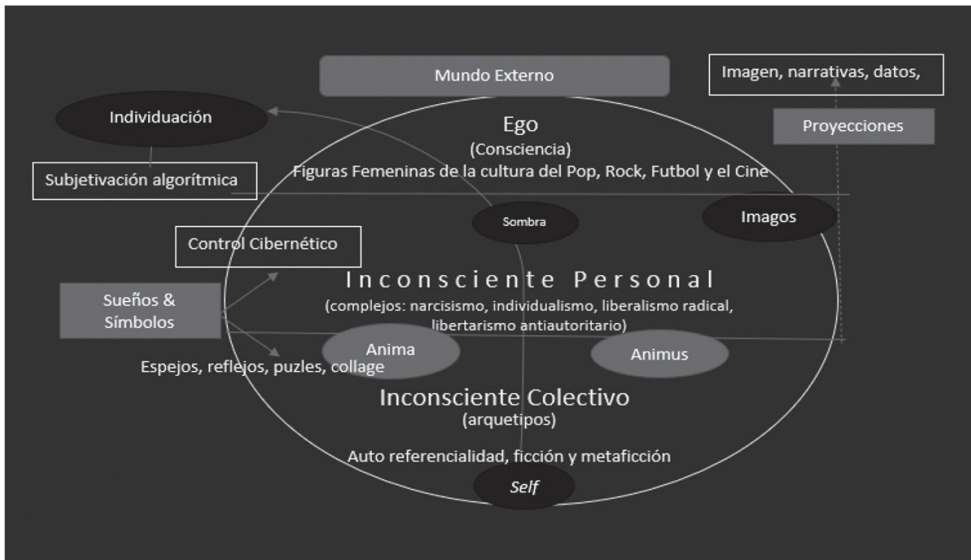 Mundo Externo
Imagen, narrativas, datos,
Individuación
Ego
Proyecciones
(Consciencia)
Figuras Femeninas de la cultura del Pop, Rock, Futbol y el Cine
Subjetivación algorítmica
Sombra
Imagos
Control Cibernético
Inconsciente Personal
(complejos: narcisismo, individualismo, liberalismo radical,
libertarismo antiautoritario)
Sueños &
Símbolos
Anima
Animus
Espejos, reflejos, puzles, collage
Inconsciente Colectivo
(arquetipos)
Auto referencialidad, ficción y metaficción
Self